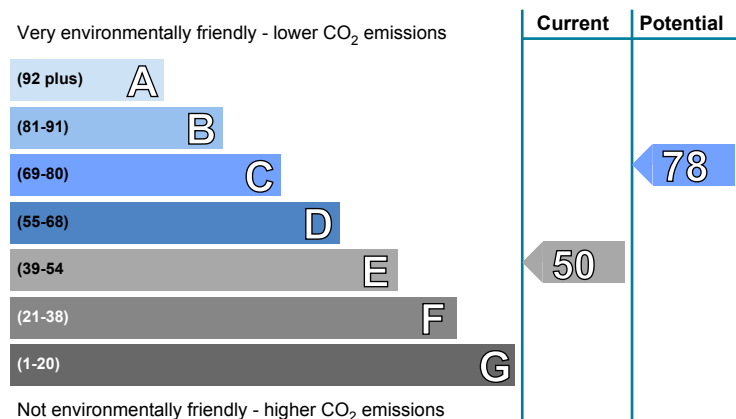 Very environmentally friendly - lower CO2 emissions
Current
Potential
(92 plus) A
(81-91) B
(69-80) C
78
(55-68) D
(39-54 E
50
(21-38) F
(1-20) G
Not environmentally friendly - higher CO2 emissions